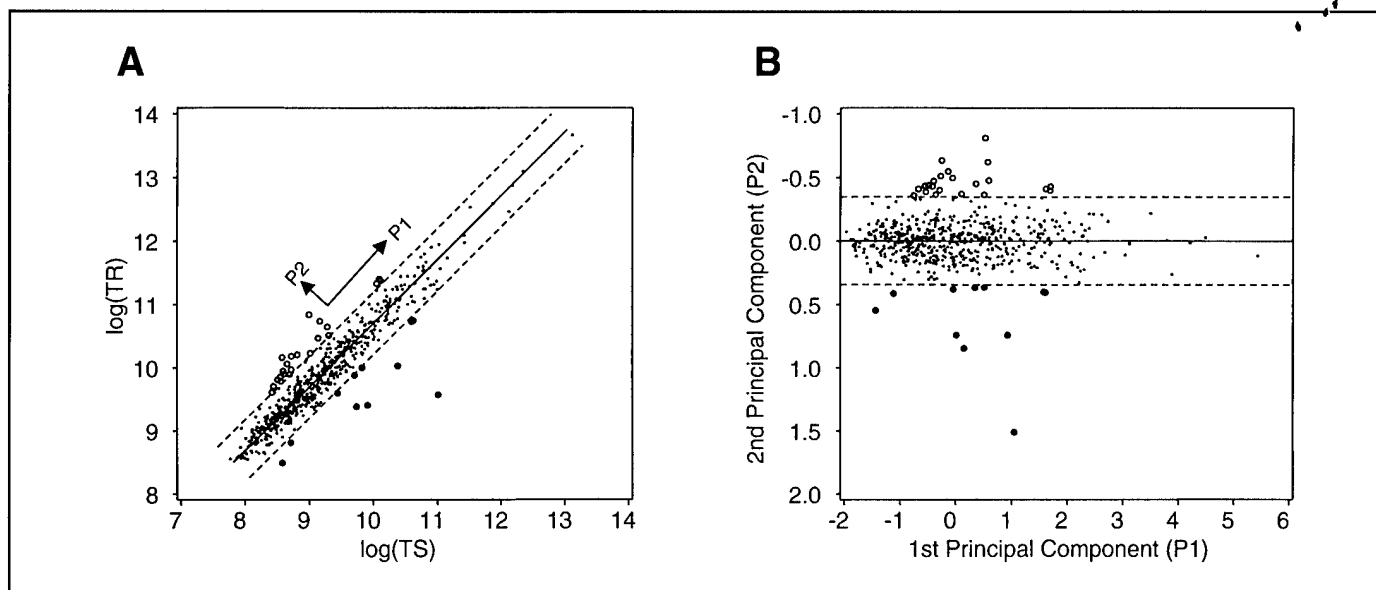 A
B
14
13
12
11
10
9
8
log(TR)
P1
P2
7 8 9 10 11 12 13 14
log(TS)
-1.0
-0.5
0.0
0.5
1.0
1.5
2.0
2nd Principal Component (P2)
-2 -1 0 1 2 3 4 5 6
1st Principal Component (P1)